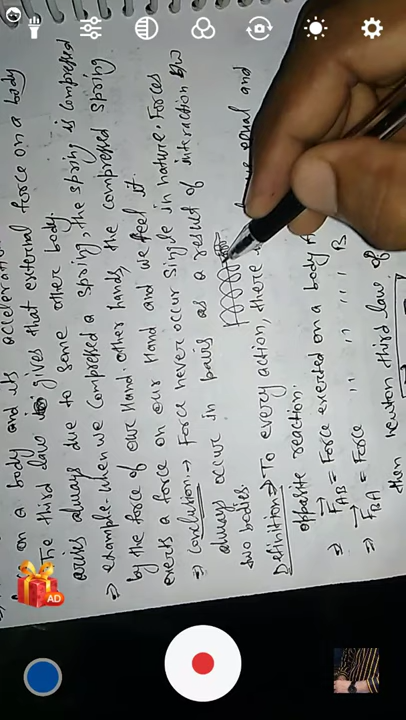 on a body and its acceleration.
The third law is gives that external force on a body
arises always due to some other body.
⇒ example. when we compressed a spring, the spring is compressed
by the force of our Hand. other hand, the compressed spring
exerts a force on our Hand and we feel it.
⇒ Conclusion → Force never occur Single in nature. Forces
always occur in pairs as a result of interaction b/w
two bodies.
Definition ⇒ To every action, there equal and
opposite reaction.
⇒ F_AB = Force exerted on a body A
B
⇒ F_BA = Force ,, ,, ,, ,,
then newton third law of
AD